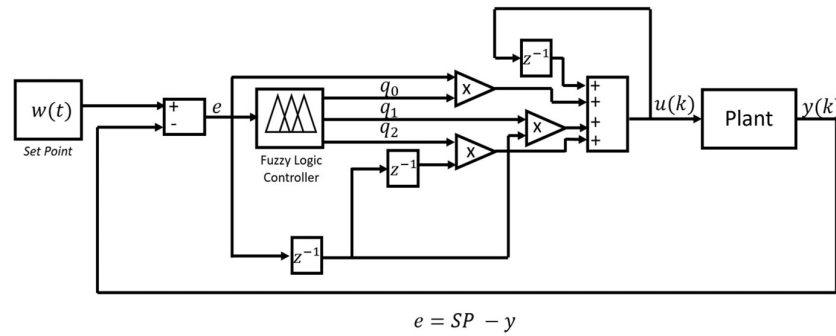 w(t)
Set Point
+
-
e
Fuzzy Logic
Controller
q₀
q₁
q₂
z⁻¹
z⁻¹
z⁻¹
x
x
x
+
+
+
+
u(k)
Plant
y(k)
e = SP − y